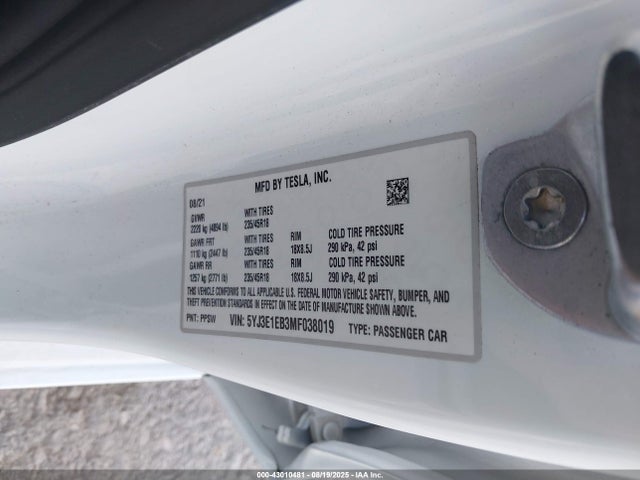 MFD BY TESLA, INC.
08/21
GVWR WITH TIRES
2220 kg (4894 lb) 235/45R18
GAWR FRT WITH TIRES RIM COLD TIRE PRESSURE
1110 kg (2447 lb) 235/45R18 18X8.5J 290 kPa, 42 psi
GAWR RR WITH TIRES RIM COLD TIRE PRESSURE
1257 kg (2771 lb) 235/45R18 18X8.5J 290 kPa, 42 psi
THIS VEHICLE CONFORMS TO ALL APPLICABLE U.S. FEDERAL MOTOR VEHICLE SAFETY, BUMPER, AND
THEFT PREVENTION STANDARDS IN EFFECT ON THE DATE OF MANUFACTURE SHOWN ABOVE.
PNT: PPSW VIN: 5YJ3E1EB3MF038019 TYPE: PASSENGER CAR
000-43010481 - 08/19/2025 - IAAI.COM